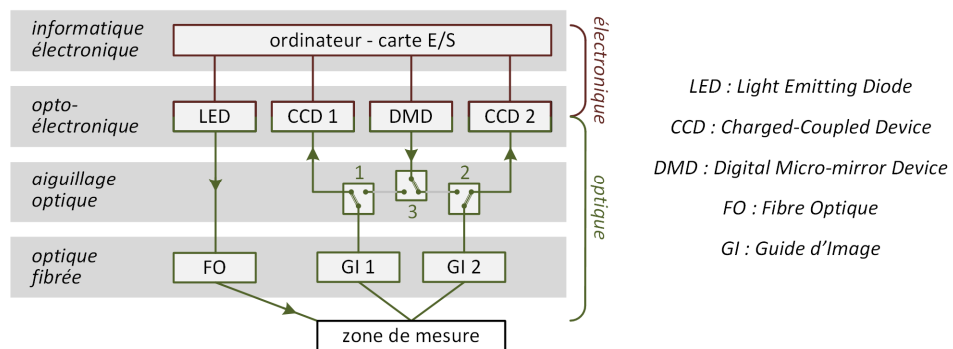 informatique
électronique
ordinateur - carte E/S
électronique
opto-
électronique
LED
CCD 1
DMD
CCD 2
aiguillage
optique
1
2
3
optique
optique
fibrée
FO
GI 1
GI 2
zone de mesure
LED : Light Emitting Diode
CCD : Charged-Coupled Device
DMD : Digital Micro-mirror Device
FO : Fibre Optique
GI : Guide d'Image